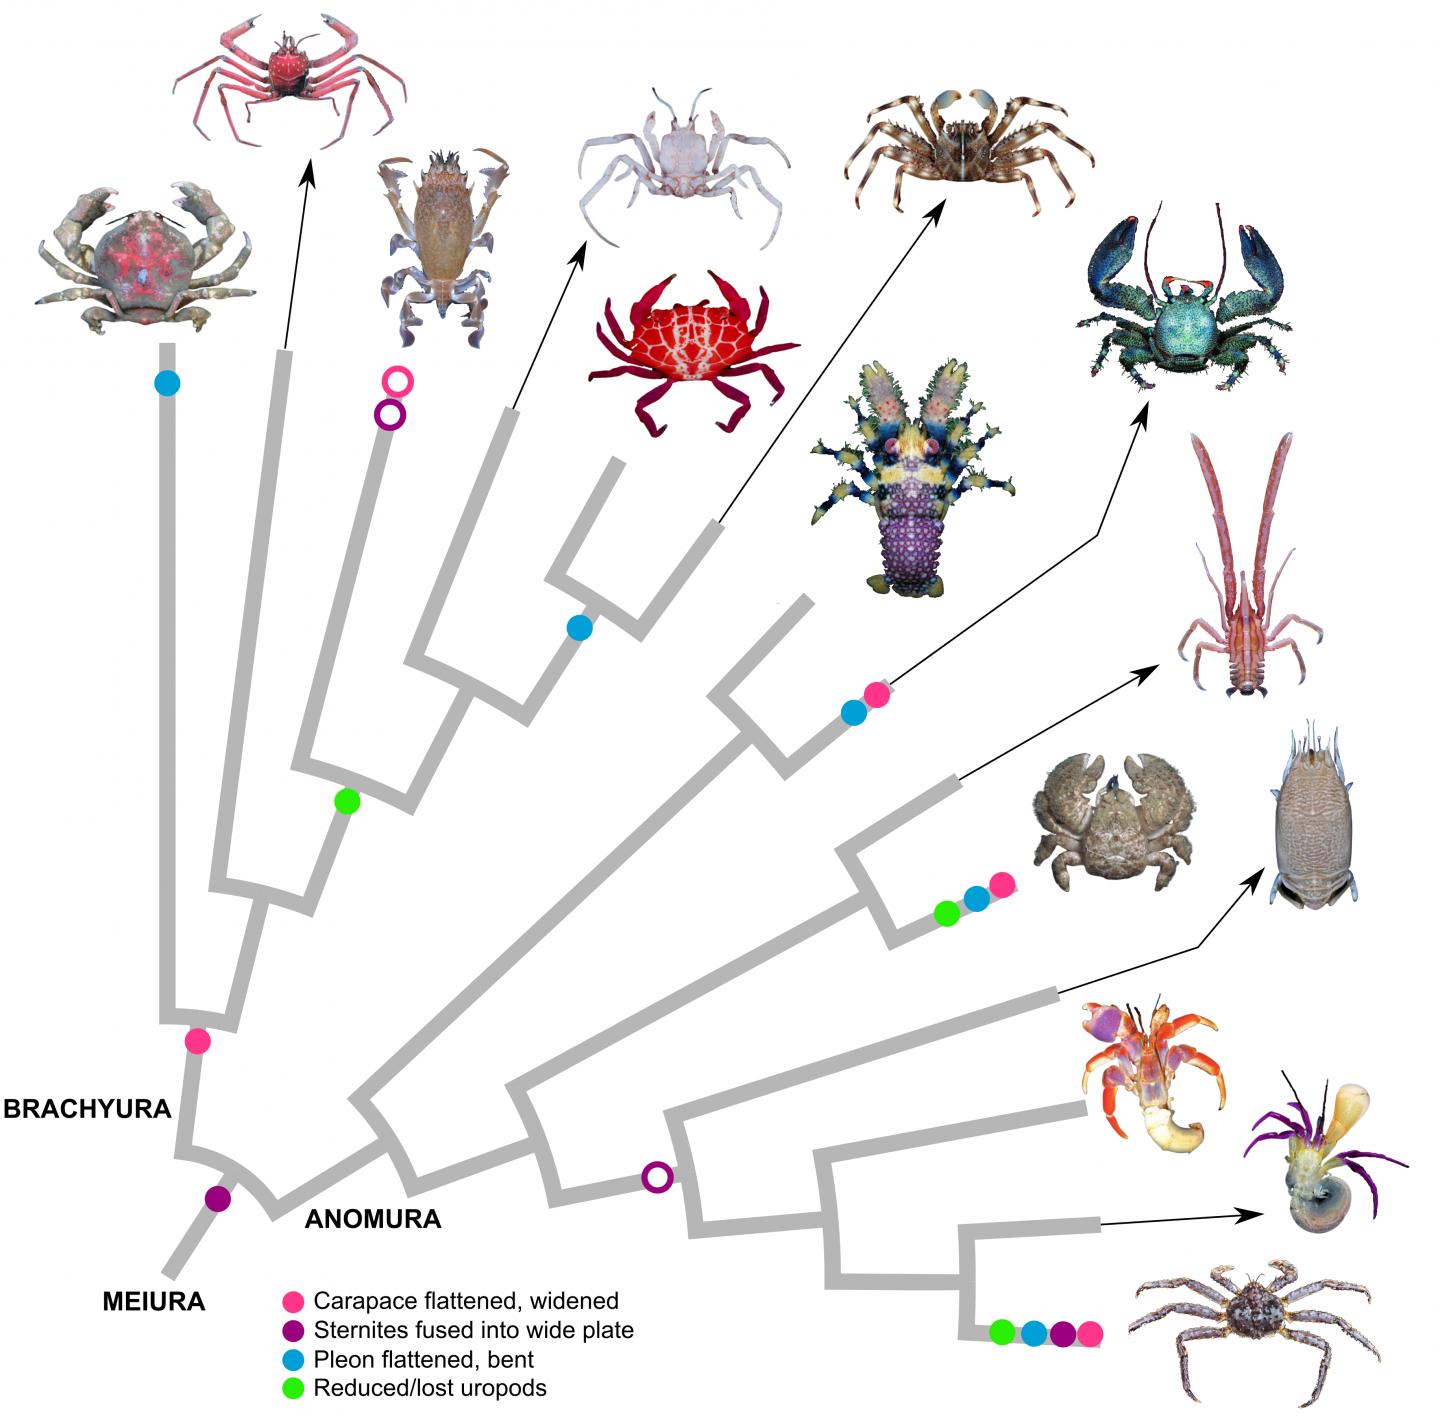 BRACHYURA
ANOMURA
MEIURA
Carapace flattened, widened
Sternites fused into wide plate
Pleon flattened, bent
Reduced/lost uropods